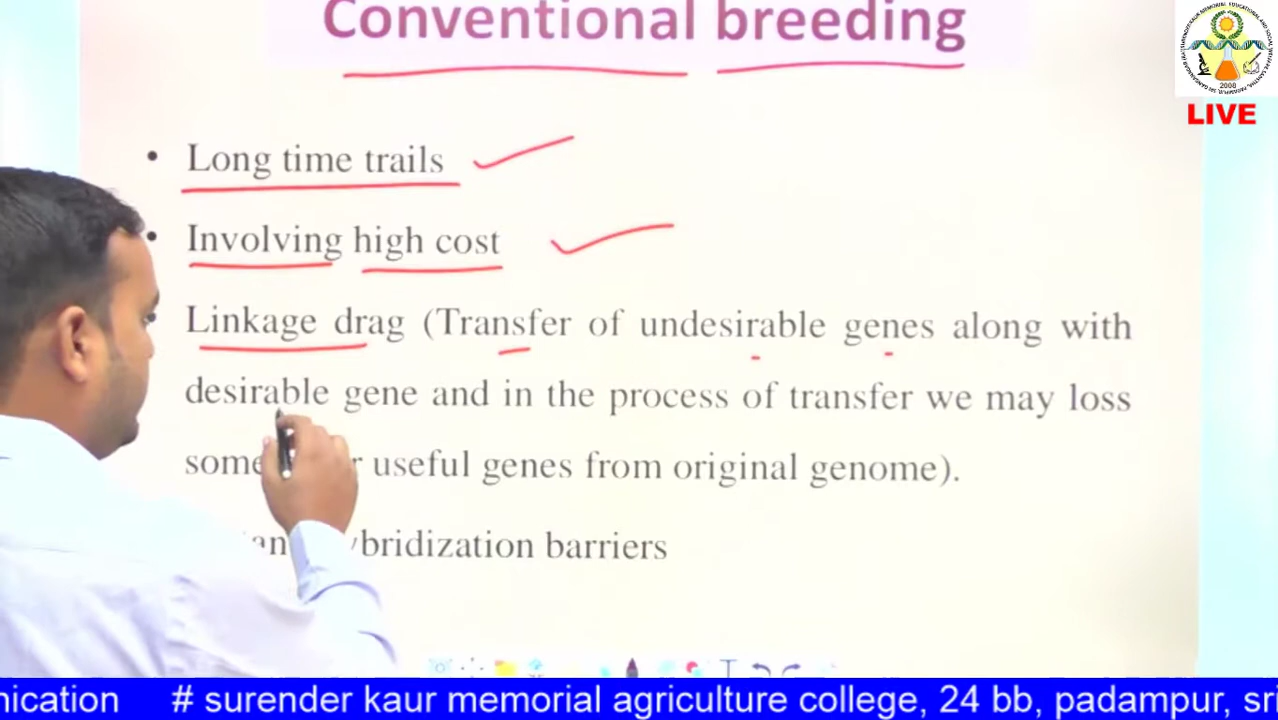 Conventional breeding
LIVE
2008
• Long time trails
• Involving high cost
Linkage drag (Transfer of undesirable genes along with
desirable gene and in the process of transfer we may loss
some useful genes from original genome).
hybridization barriers
nication # surender kaur memorial agriculture college, 24 bb, padampur, sri